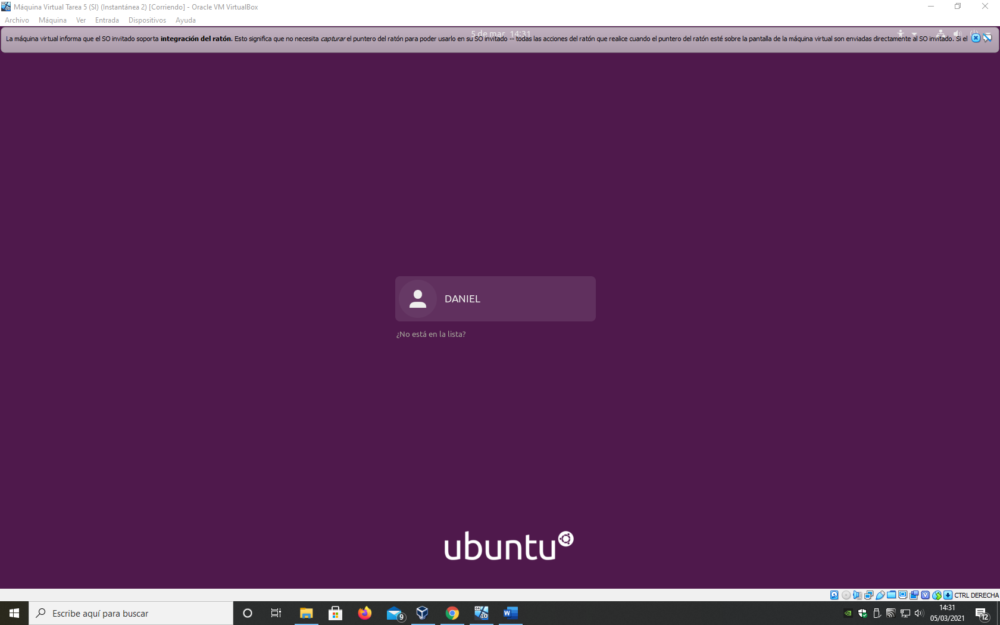 Máquina Virtual Tarea 5 (SI) (Instantánea 2) [Corriendo] - Oracle VM VirtualBox
Archivo Máquina Ver Entrada Dispositivos Ayuda
5 de mar 14:31
La máquina virtual informa que el SO invitado soporta integración del ratón. Esto significa que no necesita capturar el puntero del ratón para poder usarlo en su SO invitado -- todas las acciones del ratón que realice cuando el puntero del ratón esté sobre la pantalla de la máquina virtual son enviadas directamente al SO invitado. Si el
DANIEL
¿No está en la lista?
ubuntu
CTRL DERECHA
Escribe aquí para buscar
9
14:31
05/03/2021
12